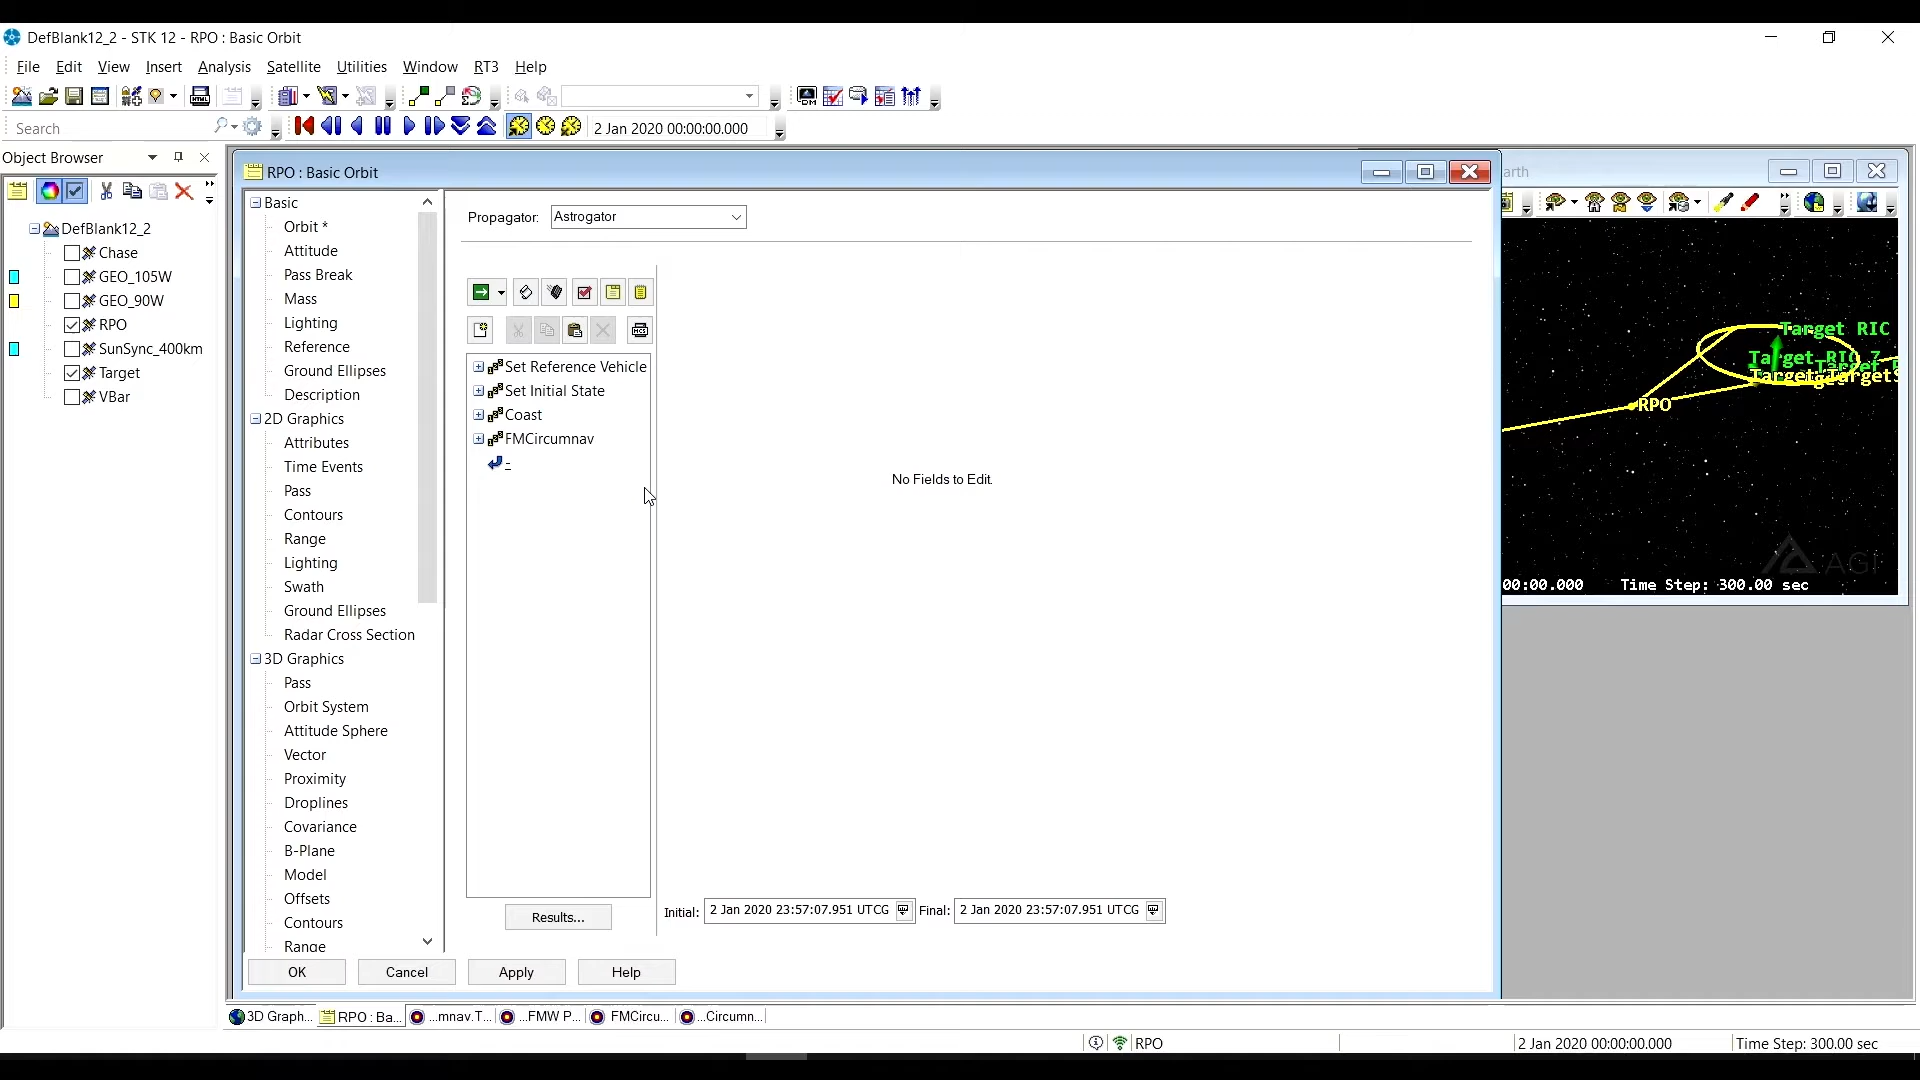 DefBlank12_2 - STK 12 - RPO : Basic Orbit
File Edit View Insert Analysis Satellite Utilities Window RT3 Help
Search
2 Jan 2020 00:00:00.000
Object Browser
DefBlank12_2
Chase
GEO_105W
GEO_90W
RPO
SunSync_400km
Target
VBar
RPO : Basic Orbit
Basic
Orbit *
Attitude
Pass Break
Mass
Lighting
Reference
Ground Ellipses
Description
2D Graphics
Attributes
Time Events
Pass
Contours
Range
Lighting
Swath
Ground Ellipses
Radar Cross Section
3D Graphics
Pass
Orbit System
Attitude Sphere
Vector
Proximity
Droplines
Covariance
B-Plane
Model
Offsets
Contours
Range
Propagator: Astrogator
Set Reference Vehicle
Set Initial State
Coast
FMCircumnav
-
No Fields to Edit.
Results...
Initial: 2 Jan 2020 23:57:07.951 UTCG Final: 2 Jan 2020 23:57:07.951 UTCG
OK Cancel Apply Help
arth
Target RIC
Target RIC
RPO
AGI
00:00.000 Time Step: 300.00 sec
3D Graph... RPO : Ba... ...mnav.T... ...FMW P... FMCircu... ...Circumn...
RPO
2 Jan 2020 00:00:00.000 Time Step: 300.00 sec